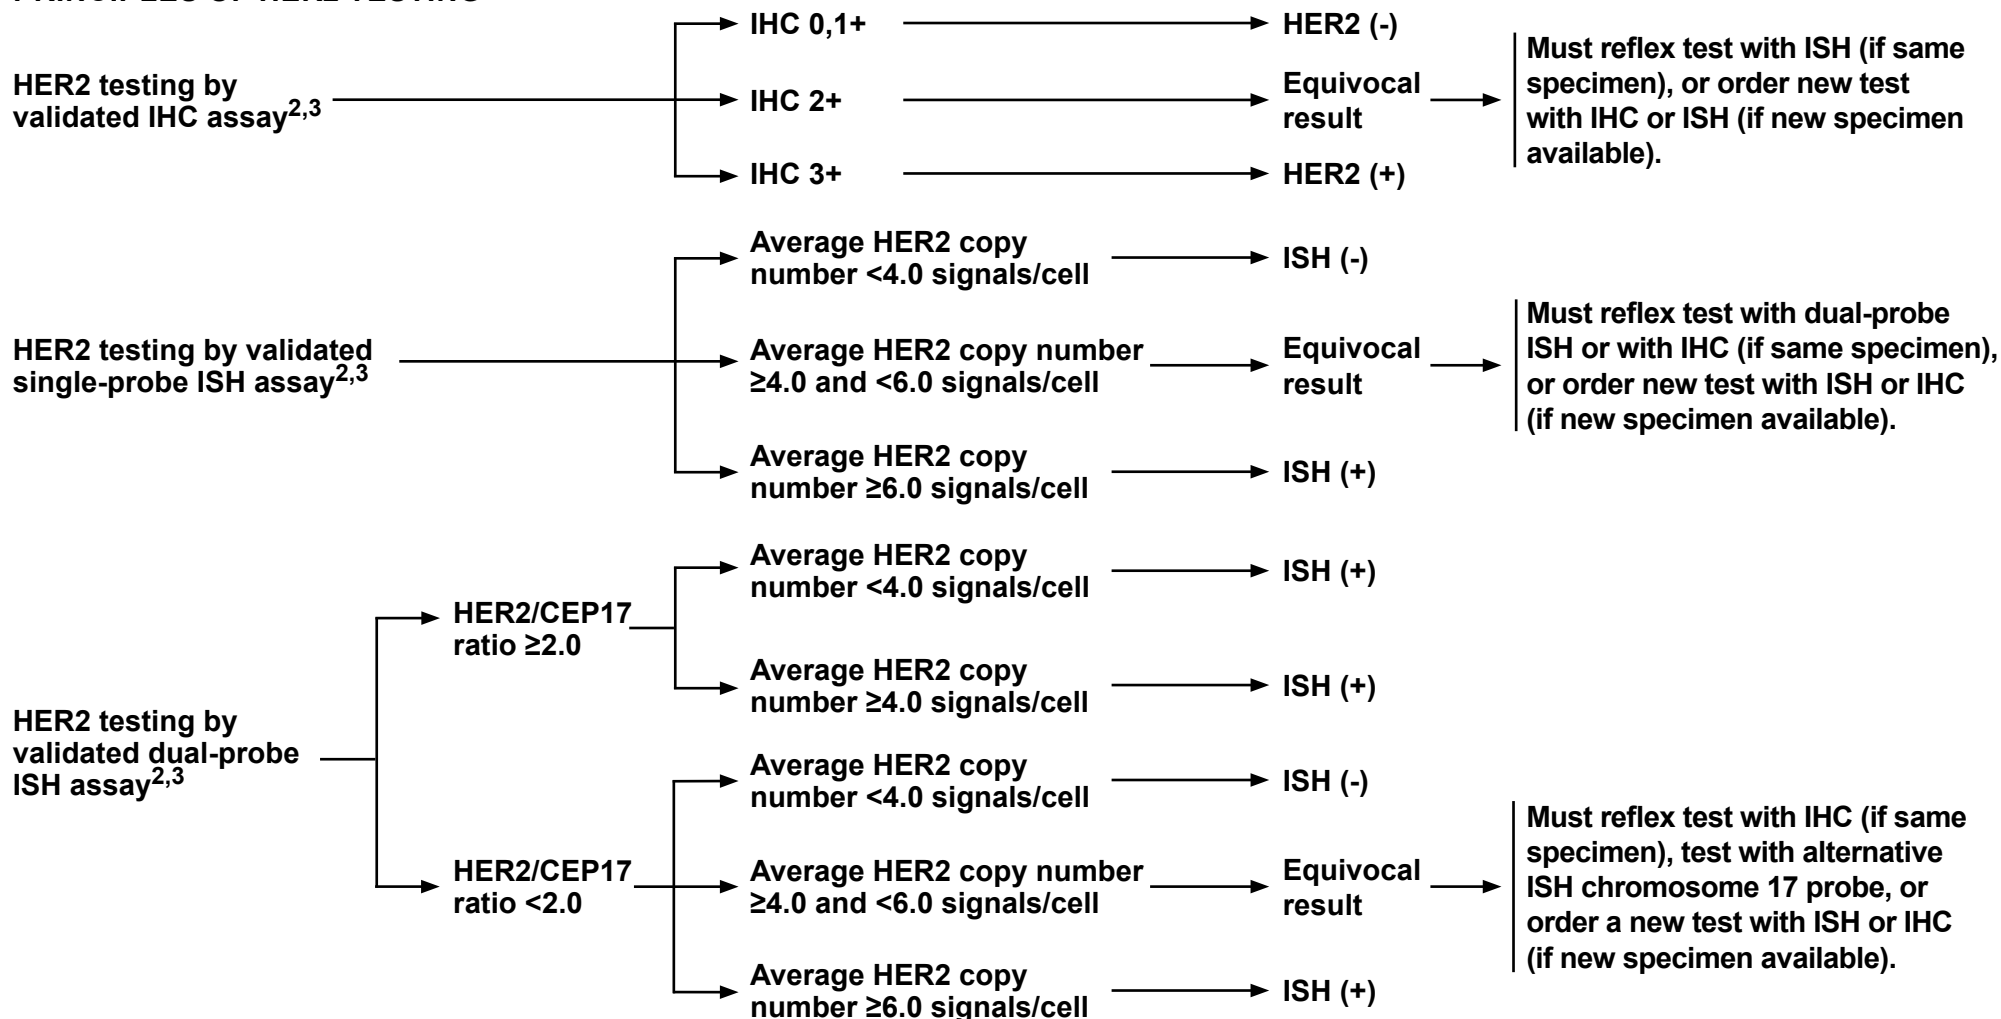 HER2 testing by
validated IHC assay2,3
IHC 0,1+
HER2 (-)
IHC 2+
Equivocal
result
Must reflex test with ISH (if same
specimen), or order new test
with IHC or ISH (if new specimen
available).
IHC 3+
HER2 (+)
HER2 testing by validated
single-probe ISH assay2,3
Average HER2 copy
number <4.0 signals/cell
ISH (-)
Average HER2 copy number
≥4.0 and <6.0 signals/cell
Equivocal
result
Must reflex test with dual-probe
ISH or with IHC (if same specimen),
or order new test with ISH or IHC
(if new specimen available).
Average HER2 copy
number ≥6.0 signals/cell
ISH (+)
HER2 testing by
validated dual-probe
ISH assay2,3
HER2/CEP17
ratio ≥2.0
Average HER2 copy
number <4.0 signals/cell
ISH (+)
Average HER2 copy
number ≥4.0 signals/cell
ISH (+)
HER2/CEP17
ratio <2.0
Average HER2 copy
number <4.0 signals/cell
ISH (-)
Average HER2 copy number
≥4.0 and <6.0 signals/cell
Equivocal
result
Must reflex test with IHC (if same
specimen), test with alternative
ISH chromosome 17 probe, or
order a new test with ISH or IHC
(if new specimen available).
Average HER2 copy
number ≥6.0 signals/cell
ISH (+)